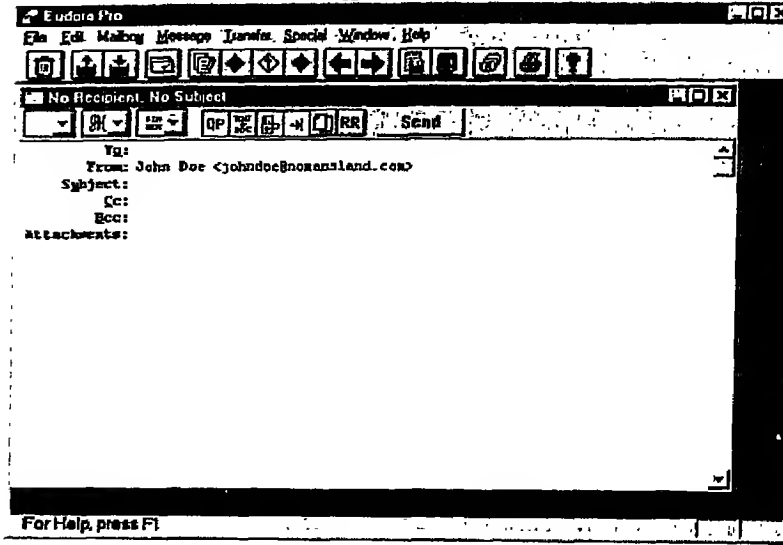 Eudora Pro
File Edit Mailbox Message Transfer Special Window Help
No Recipient, No Subject
QP RR Send
To:
From: John Doe <johndoe@nomansland.com>
Subject:
Cc:
Bcc:
Attachments:
For Help, press F1